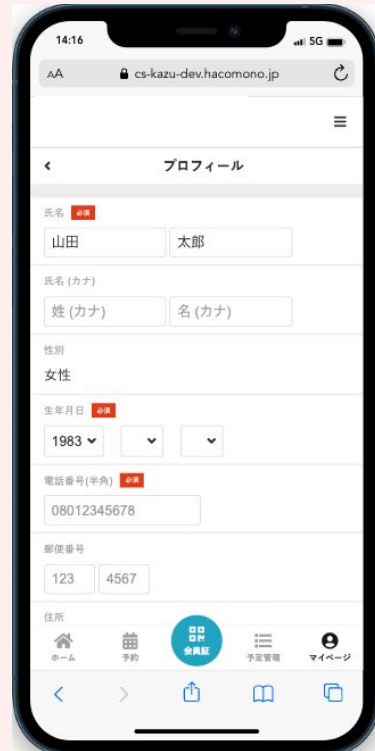 14:16
5G
AA
cs-kazu-dev.hacomono.jp
プロフィール
氏名 必須
山田 太郎
氏名 (カナ)
姓 (カナ) 名 (カナ)
性別
女性
生年月日 必須
1983
電話番号(半角) 必須
08012345678
郵便番号
123 4567
住所
ホーム 予約 会員証 予定管理 マイページ